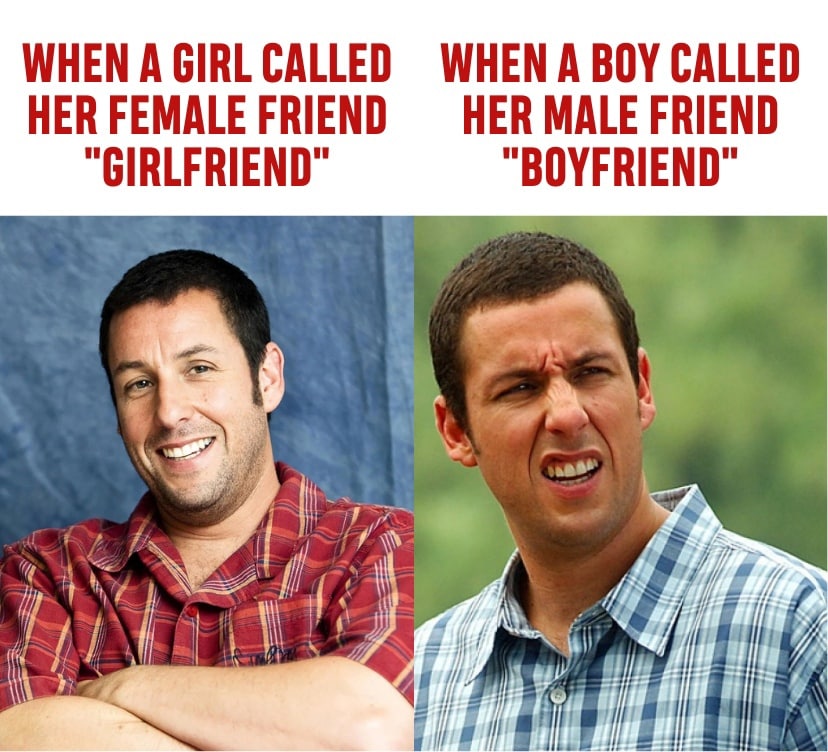 WHEN A GIRL CALLED
HER FEMALE FRIEND
"GIRLFRIEND"
WHEN A BOY CALLED
HER MALE FRIEND
"BOYFRIEND"